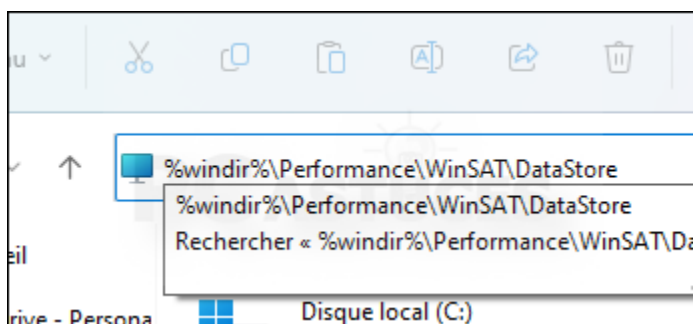 %windir%\Performance\WinSAT\DataStore
%windir%\Performance\WinSAT\DataStore
Rechercher « %windir%\Performance\WinSAT\Da
Disque local (C:)